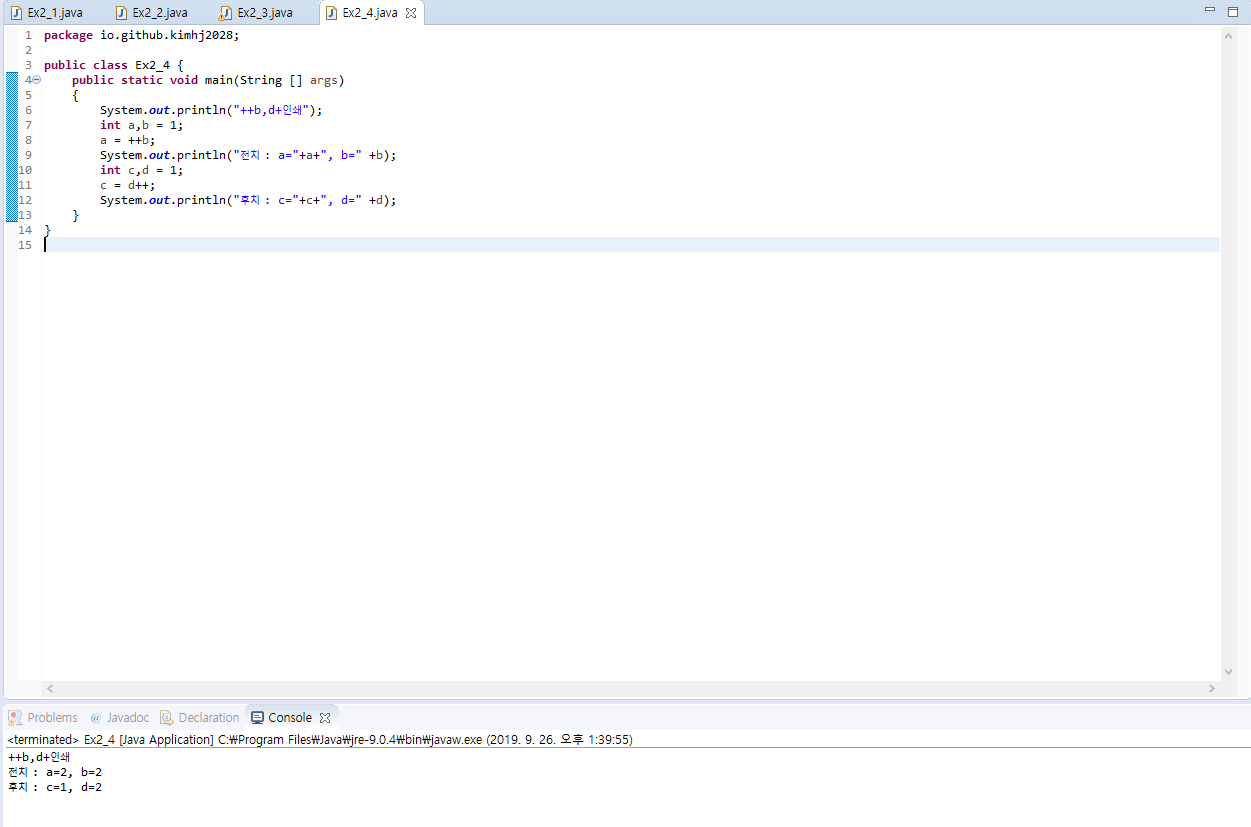 Ex2_1.java Ex2_2.java Ex2_3.java Ex2_4.java
1 package io.github.kimhj2028;
2
3 public class Ex2_4 {
4 public static void main(String [] args)
5 {
6 System.out.println("++b,d+인쇄");
7 int a,b = 1;
8 a = ++b;
9 System.out.println("전치 : a="+a+", b=" +b);
10 int c,d = 1;
11 c = d++;
12 System.out.println("후치 : c="+c+", d=" +d);
13 }
14 }
15
Problems @ Javadoc Declaration Console
<terminated> Ex2_4 [Java Application] C:₩Program Files₩Java₩jre-9.0.4₩bin₩javaw.exe (2019. 9. 26. 오후 1:39:55)
++b,d+인쇄
전치 : a=2, b=2
후치 : c=1, d=2